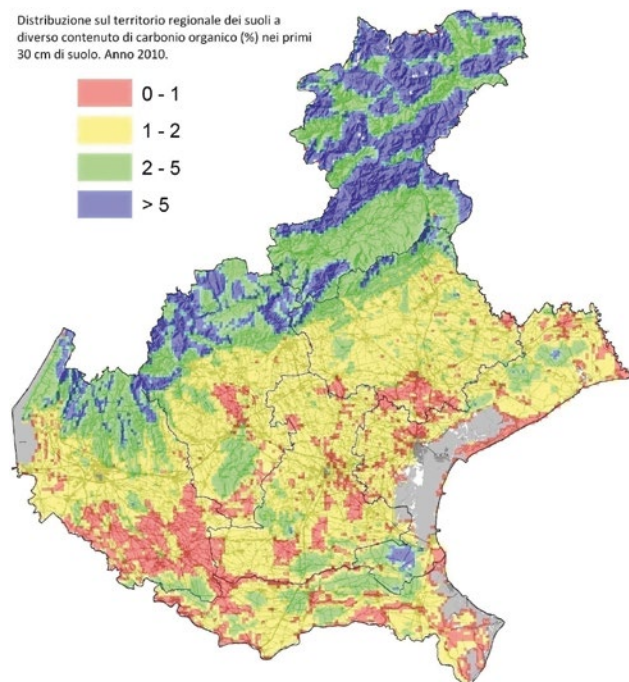 Distribuzione sul territorio regionale dei suoli a
diverso contenuto di carbonio organico (%) nei primi
30 cm di suolo. Anno 2010.
0 - 1
1 - 2
2 - 5
> 5